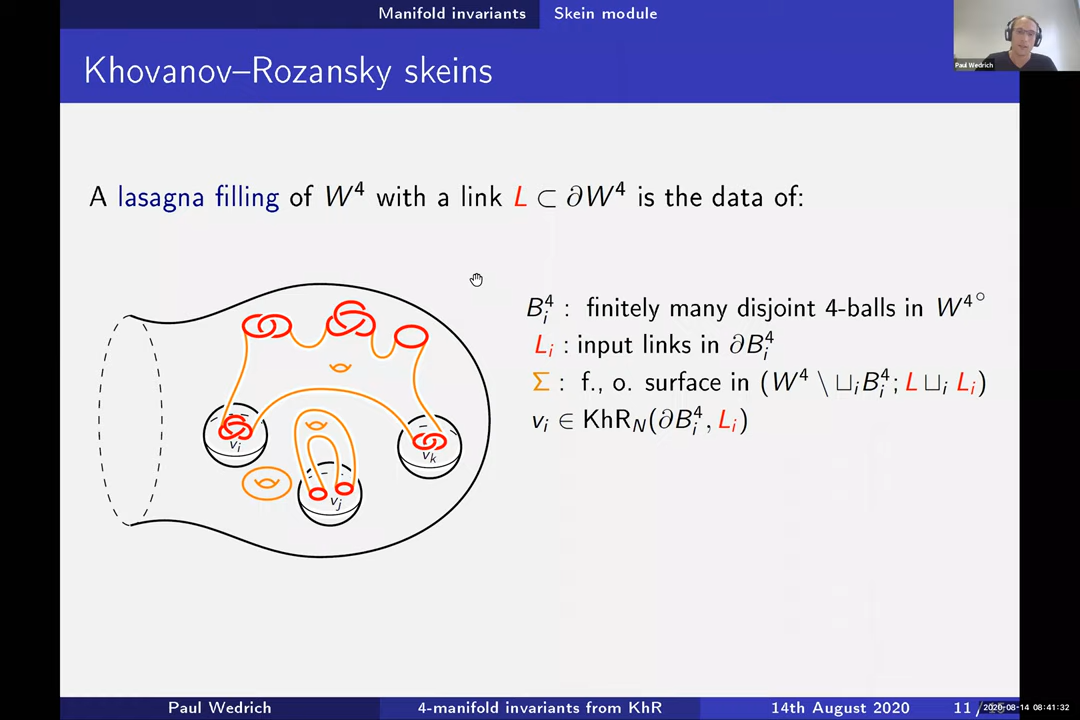 Manifold invariants Skein module
Khovanov–Rozansky skeins
Paul Wedrich
A lasagna filling of W⁴ with a link L ⊂ ∂W⁴ is the data of:
B⁴ᵢ : finitely many disjoint 4-balls in W⁴°
Lᵢ : input links in ∂B⁴ᵢ
Σ : f., o. surface in (W⁴ \ ⊔ᵢB⁴ᵢ; L ⊔ᵢ Lᵢ)
vᵢ ∈ KhR_N(∂B⁴ᵢ, Lᵢ)
vᵢ
vₖ
vⱼ
Paul Wedrich 4-manifold invariants from KhR 14th August 2020 11 /
2020-08-14 08:41:32